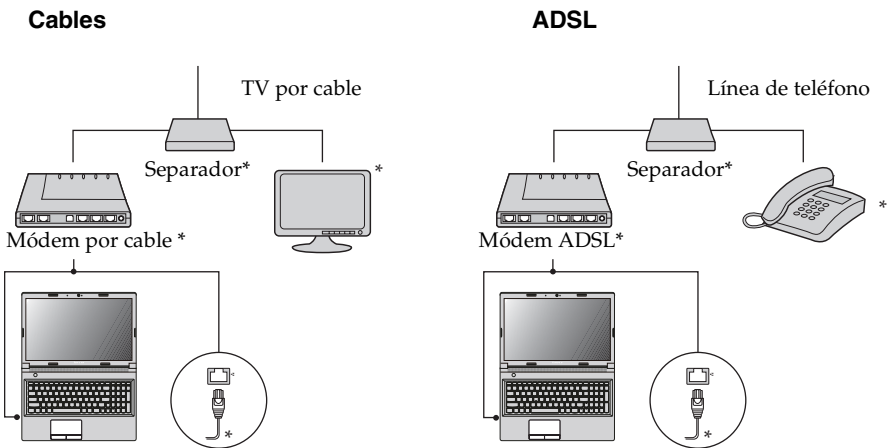 Cables
TV por cable
Separador*
*
Módem por cable *
*
ADSL
Línea de teléfono
Separador*
*
Módem ADSL*
*